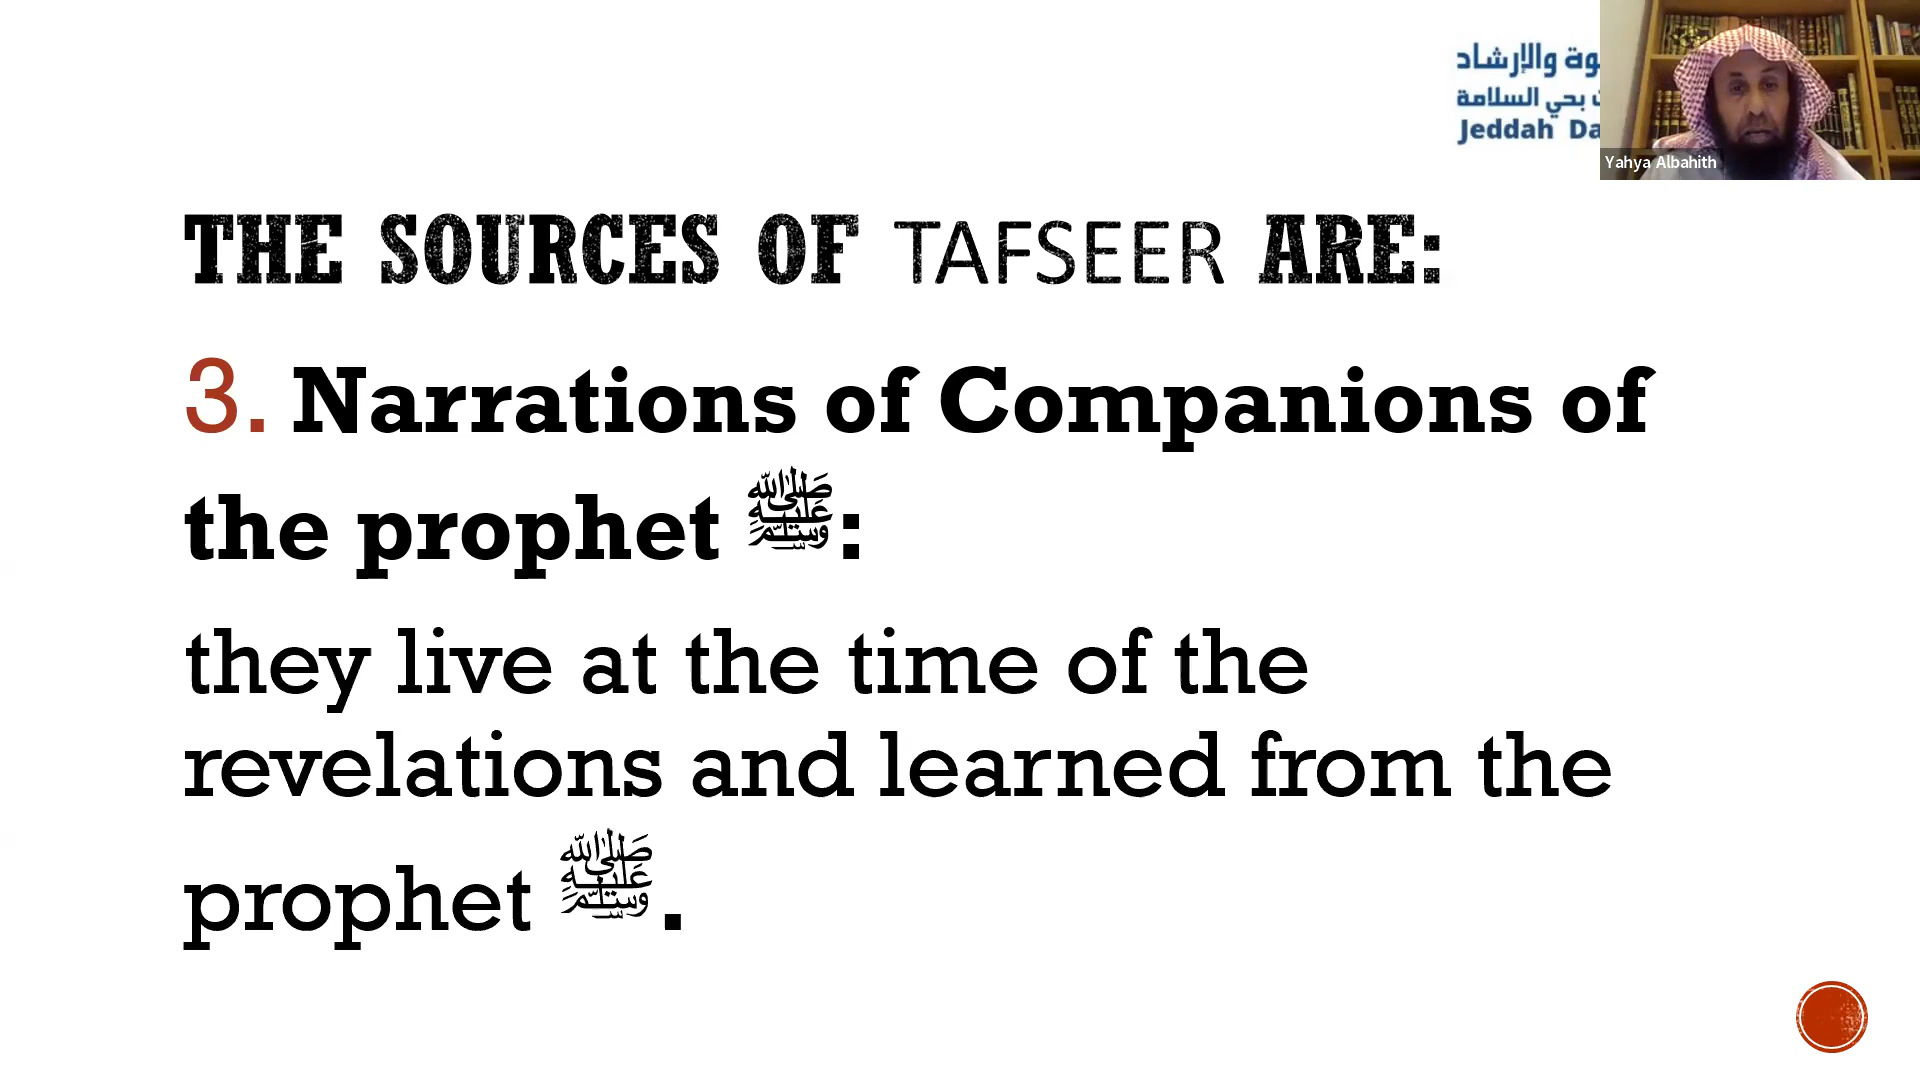 والإرشاد
بحي السلامة
Jeddah
Yahya Albahith
THE SOURCES OF TAFSEER ARE:
3. Narrations of Companions of
the prophet ﷺ:
they live at the time of the
revelations and learned from the
prophet ﷺ.